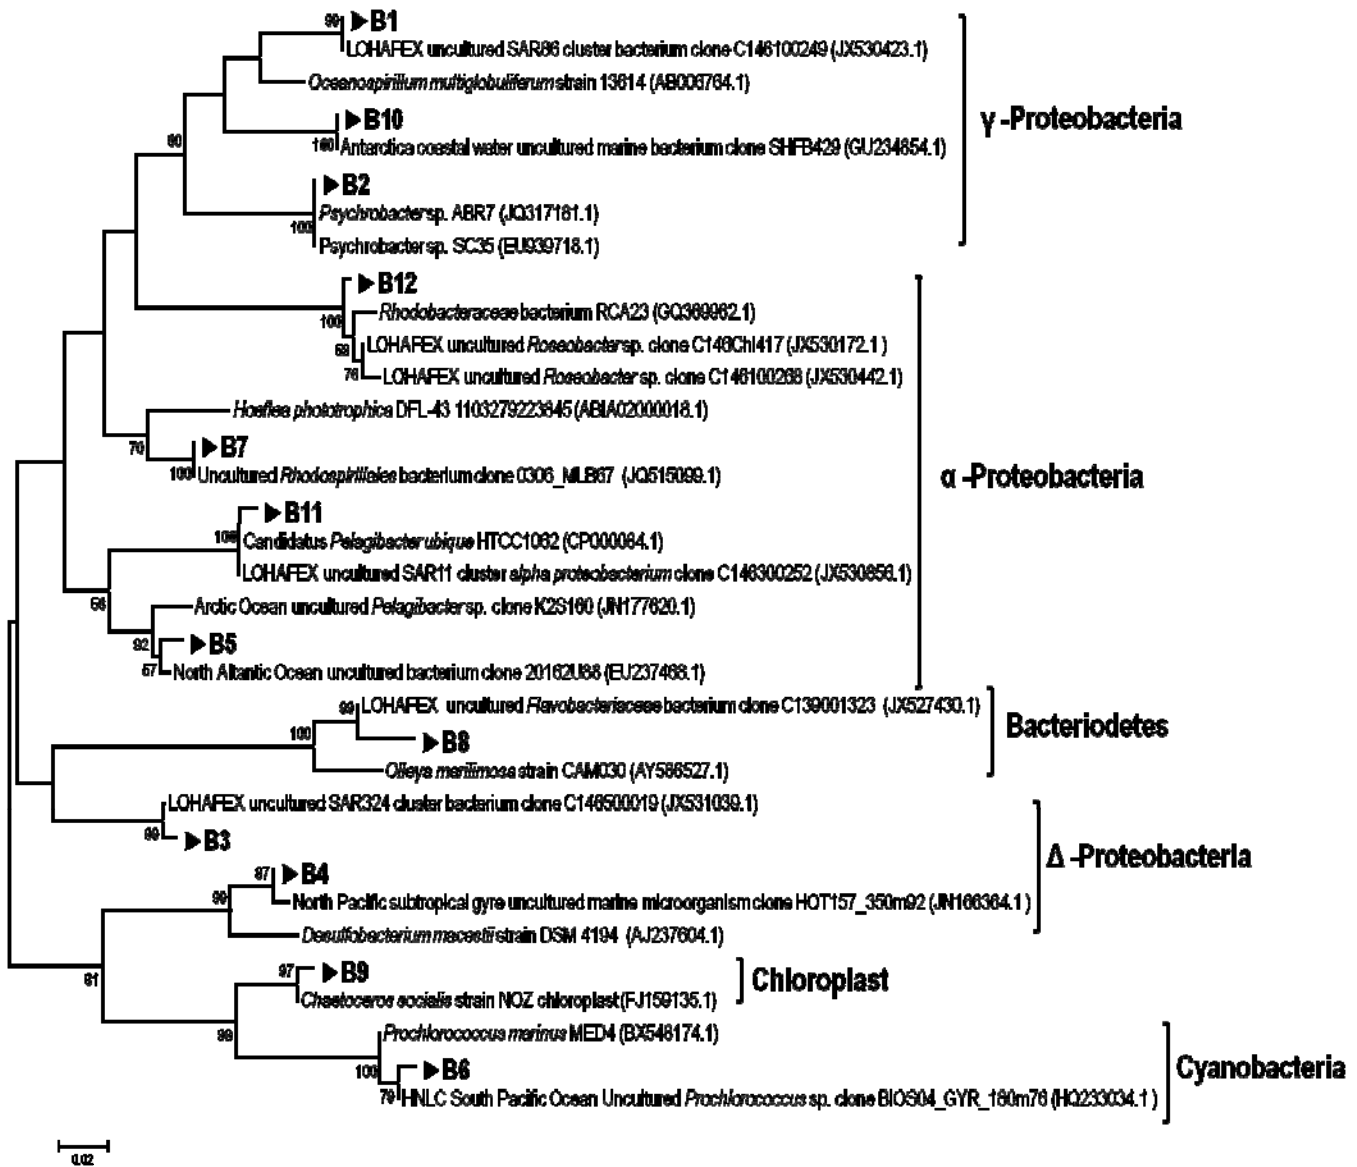 99 B1
LOHAFEX uncultured SAR86 cluster bacterium clone C146100249 (JX530423.1)
Oceanospirillum multiglobuliferum strain 13614 (AB006764.1)
γ -Proteobacteria
B10
100 Antarctica coastal water uncultured marine bacterium clone SHFB429 (GU234854.1)
B2
Psychrobacter sp. ABR7 (JQ317181.1)
100
Psychrobacter sp. SC35 (EU939718.1)
B12
Rhodobacteraceae bacterium RCA23 (GQ369962.1)
100
LOHAFEX uncultured Roseobacter sp. clone C146Chl417 (JX530172.1 )
76 LOHAFEX uncultured Roseobacter sp. clone C146100268 (JX530442.1)
Hoeflea phototrophica DFL-43 1103279223645 (ABIA02000018.1)
70 B7
100 Uncultured Rhodospirillales bacterium clone 0306_MLB67 (JQ515099.1)
α -Proteobacteria
B11
100 Candidatus Pelagibacter ubique HTCC1062 (CP000084.1)
LOHAFEX uncultured SAR11 cluster alpha proteobacterium clone C146300252 (JX530856.1)
Arctic Ocean uncultured Pelagibacter sp. clone K2S160 (JN177620.1)
92 B5
57 North Altantic Ocean uncultured bacterium clone 20162U88 (EU237468.1)
99 LOHAFEX uncultured Flavobacteriaceae bacterium clone C139001323 (JX527430.1)
100 B8
Bacteriodetes
Olleya marilimosa strain CAM030 (AY586527.1)
LOHAFEX uncultured SAR324 cluster bacterium clone C146500019 (JX531039.1)
99 B3
Δ -Proteobacteria
97 B4
99 North Pacific subtropical gyre uncultured marine microorganism clone HOT157_350m92 (JN166364.1 )
Desulfobacterium macestii strain DSM 4194 (AJ237604.1)
97 B9
Chloroplast
Chaetoceros socialis strain NOZ chloroplast (FJ159135.1)
99 Prochlorococcus marinus MED4 (BX548174.1)
100 B6
Cyanobacteria
79 HNLC South Pacific Ocean Uncultured Prochlorococcus sp. clone BIOS04_GYR_160m76 (HQ233034.1 )
0.02